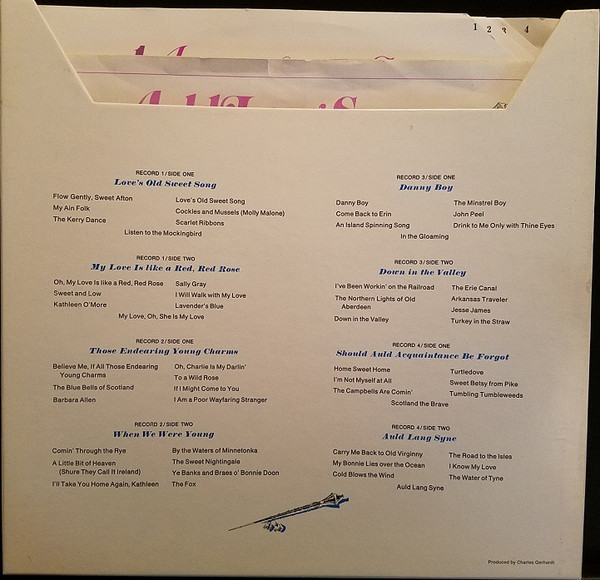 1 2 3 4
RECORD 1/SIDE ONE
Love's Old Sweet Song
Flow Gently, Sweet Afton
My Ain Folk
The Kerry Dance
Love's Old Sweet Song
Cockles and Mussels (Molly Malone)
Scarlet Ribbons
Listen to the Mockingbird
RECORD 1/SIDE TWO
My Love Is like a Red, Red Rose
Oh, My Love Is like a Red, Red Rose
Sweet and Low
Kathleen O'More
Sally Gray
I Will Walk with My Love
Lavender's Blue
My Love, Oh, She Is My Love
RECORD 2/SIDE ONE
Those Endearing Young Charms
Believe Me, If All Those Endearing
Young Charms
The Blue Bells of Scotland
Barbara Allen
Oh, Charlie Is My Darlin'
To a Wild Rose
If I Might Come to You
I Am a Poor Wayfaring Stranger
RECORD 2/SIDE TWO
When We Were Young
Comin' Through the Rye
A Little Bit of Heaven
(Shure They Call It Ireland)
I'll Take You Home Again, Kathleen
By the Waters of Minnetonka
The Sweet Nightingale
Ye Banks and Braes o' Bonnie Doon
The Fox
RECORD 3/SIDE ONE
Danny Boy
Danny Boy
Come Back to Erin
An Island Spinning Song
The Minstrel Boy
John Peel
Drink to Me Only with Thine Eyes
In the Gloaming
RECORD 3/SIDE TWO
Down in the Valley
I've Been Workin' on the Railroad
The Northern Lights of Old
Aberdeen
Down in the Valley
The Erie Canal
Arkansas Traveler
Jesse James
Turkey in the Straw
RECORD 4/SIDE ONE
Should Auld Acquaintance Be Forgot
Home Sweet Home
I'm Not Myself at All
The Campbells Are Comin'
Turtledove
Sweet Betsy from Pike
Tumbling Tumbleweeds
Scotland the Brave
RECORD 4/SIDE TWO
Auld Lang Syne
Carry Me Back to Old Virginny
My Bonnie Lies over the Ocean
Cold Blows the Wind
The Road to the Isles
I Know My Love
The Water of Tyne
Auld Lang Syne
Produced by Charles Gerhardt